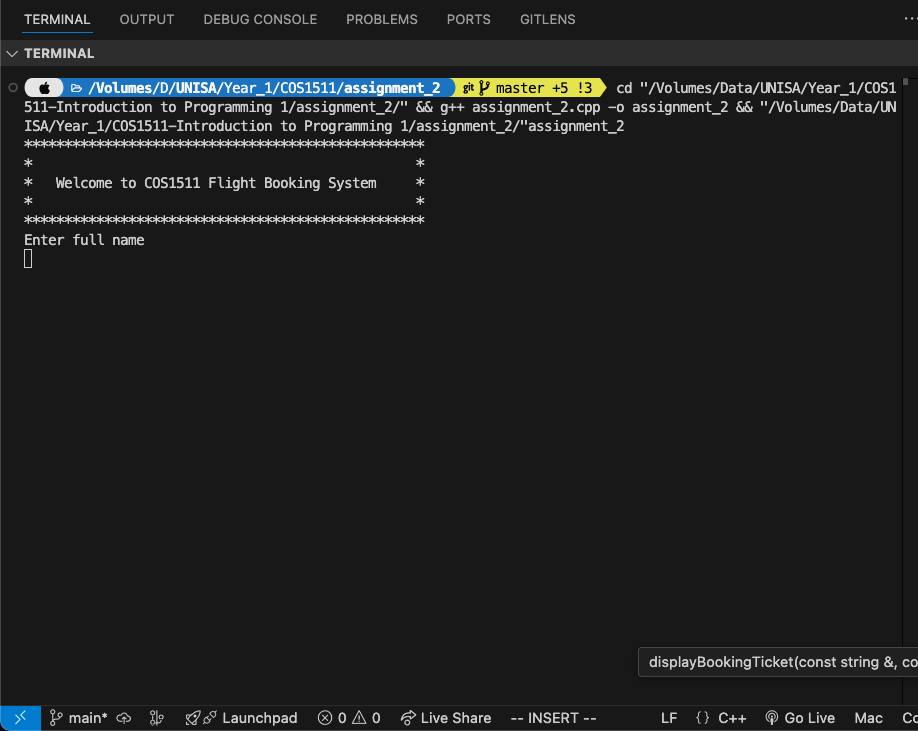 TERMINAL OUTPUT DEBUG CONSOLE PROBLEMS PORTS GITLENS
TERMINAL
/Volumes/D/UNISA/Year_1/COS1511/assignment_2 git master +5 !3 cd "/Volumes/Data/UNISA/Year_1/COS1
511-Introduction to Programming 1/assignment_2/" && g++ assignment_2.cpp -o assignment_2 && "/Volumes/Data/UN
ISA/Year_1/COS1511-Introduction to Programming 1/assignment_2/"assignment_2
**************************************************
* *
* Welcome to COS1511 Flight Booking System *
* *
**************************************************
Enter full name
displayBookingTicket(const string &, co
main* Launchpad 0 0 Live Share -- INSERT -- LF {} C++ Go Live Mac Co